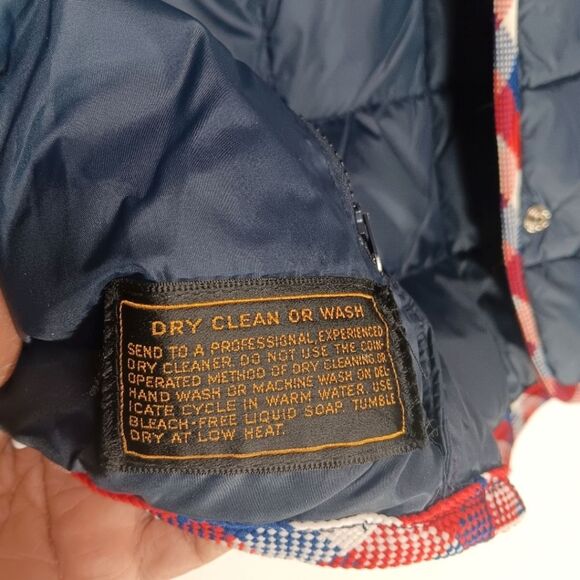 DRY CLEAN OR WASH
SEND TO A PROFESSIONAL, EXPERIENCED
DRY CLEANER. DO NOT USE THE COIN
OPERATED METHOD OF DRY CLEANING. OR
HAND WASH OR MACHINE WASH ON DEL-
ICATE CYCLE IN WARM WATER. USE
BLEACH-FREE LIQUID SOAP TUMBLE
DRY AT LOW HEAT.